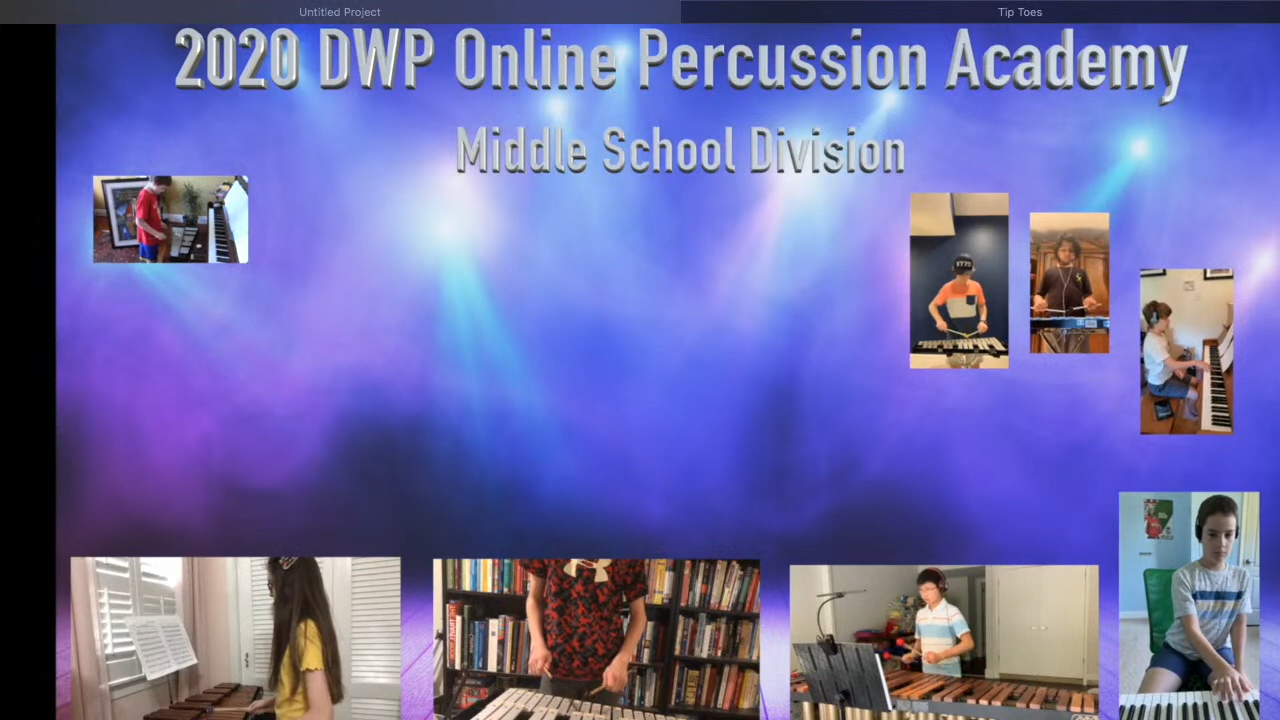 Untitled Project
Tip Toes
2020 DWP Online Percussion Academy
Middle School Division